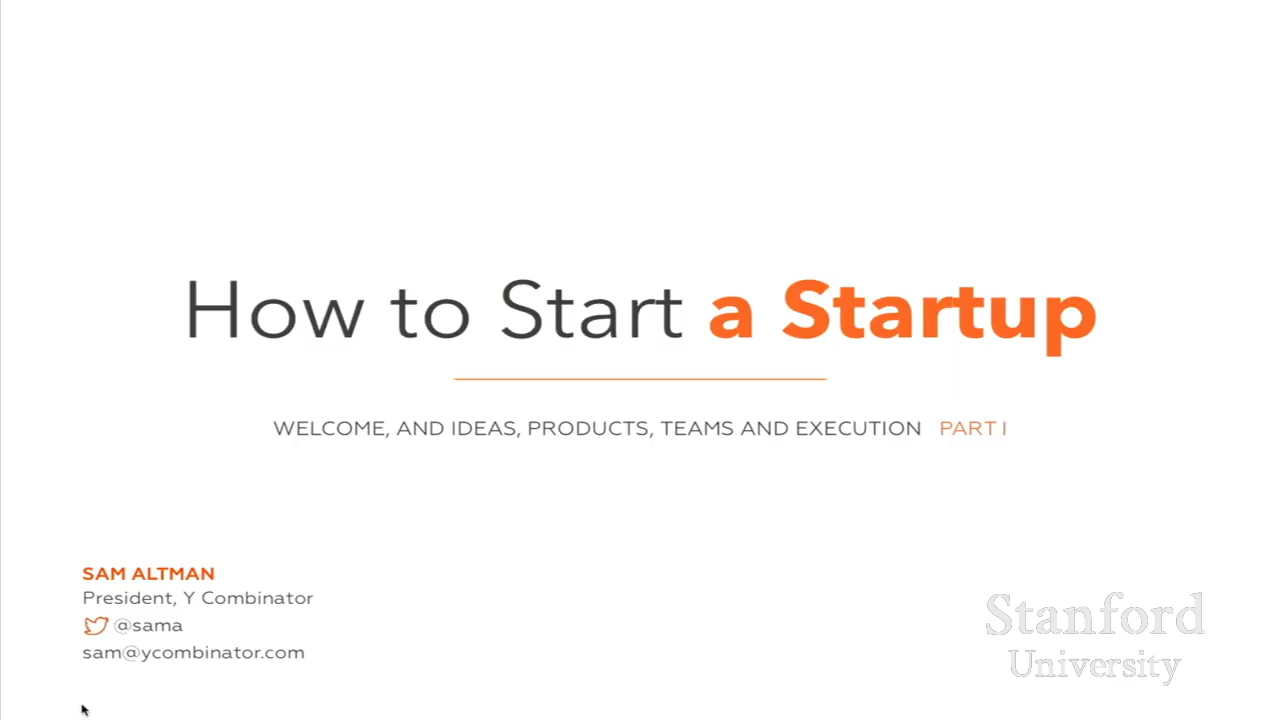 How to Start a Startup
WELCOME, AND IDEAS, PRODUCTS, TEAMS AND EXECUTION PART I
SAM ALTMAN
President, Y Combinator
@sama
sam@ycombinator.com
Stanford
University